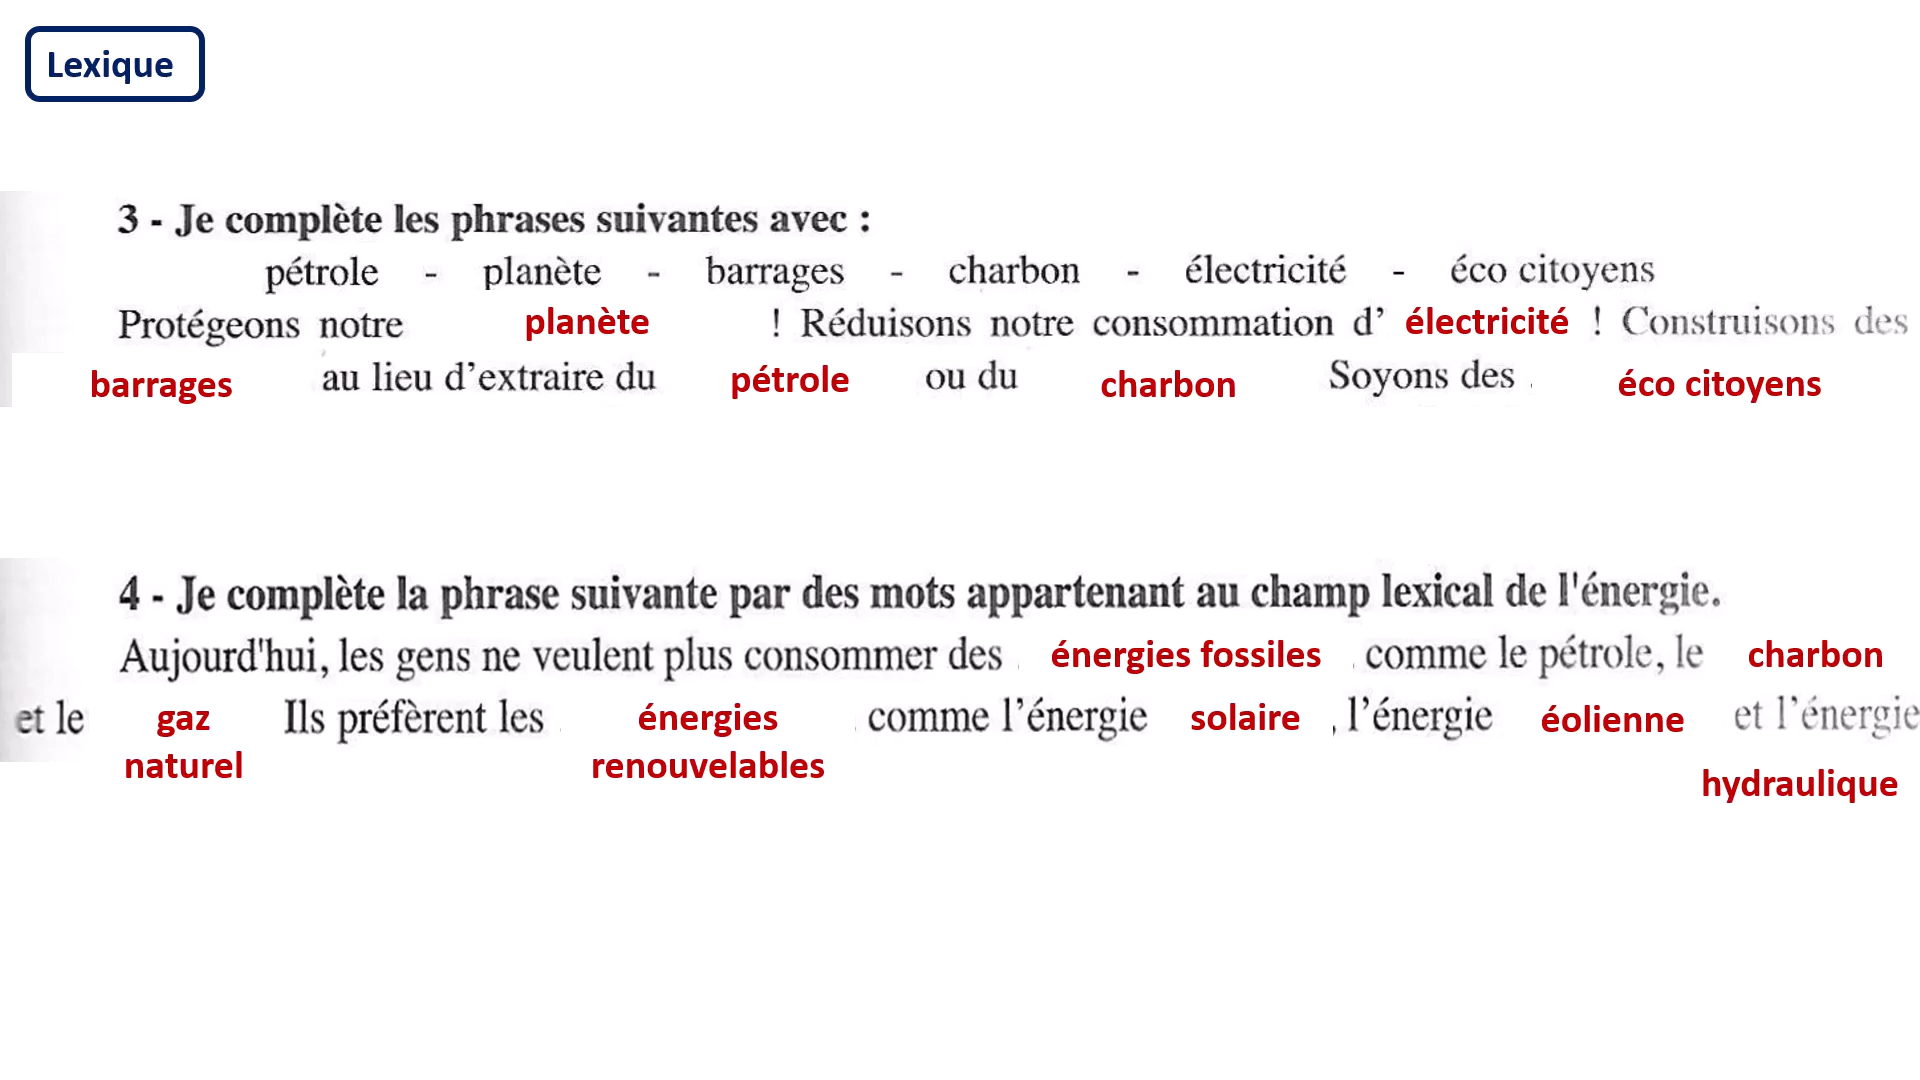 Lexique
3 - Je complète les phrases suivantes avec :
pétrole - planète - barrages - charbon - électricité - éco citoyens
Protégeons notre planète ! Réduisons notre consommation d’ électricité ! Construisons des
barrages au lieu d’extraire du pétrole ou du charbon Soyons des éco citoyens
4 - Je complète la phrase suivante par des mots appartenant au champ lexical de l'énergie.
Aujourd'hui, les gens ne veulent plus consommer des énergies fossiles comme le pétrole, le charbon
et le gaz Ils préfèrent les énergies comme l’énergie solaire , l’énergie éolienne et l’énergie
naturel renouvelables
hydraulique